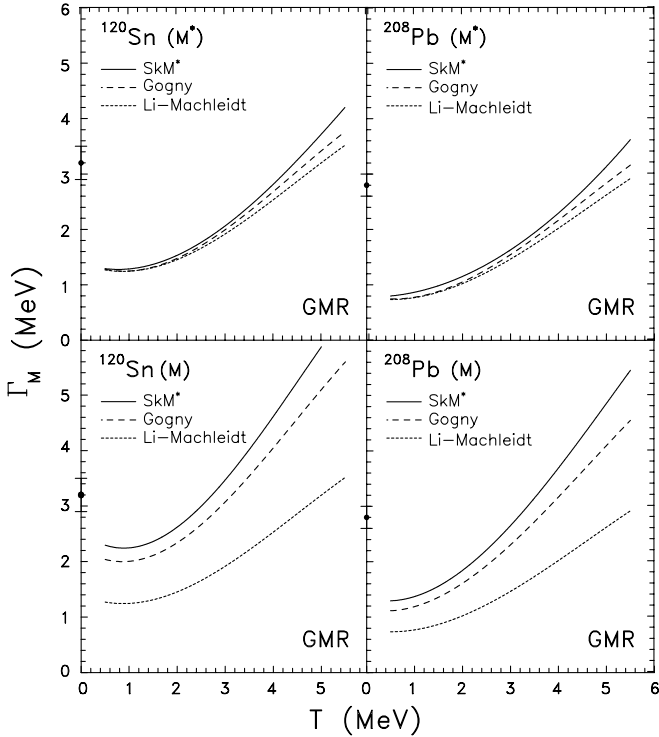 ¹²⁰Sn (M*)
SkM*
Gogny
Li-Machleidt
GMR
²⁰⁸Pb (M*)
SkM*
Gogny
Li-Machleidt
GMR
6
5
4
3
2
1
0
Γ_M (MeV)
¹²⁰Sn (M)
SkM*
Gogny
Li-Machleidt
GMR
²⁰⁸Pb (M)
SkM*
Gogny
Li-Machleidt
GMR
5
4
3
2
1
0
0 1 2 3 4 5 0 1 2 3 4 5 6
T (MeV)